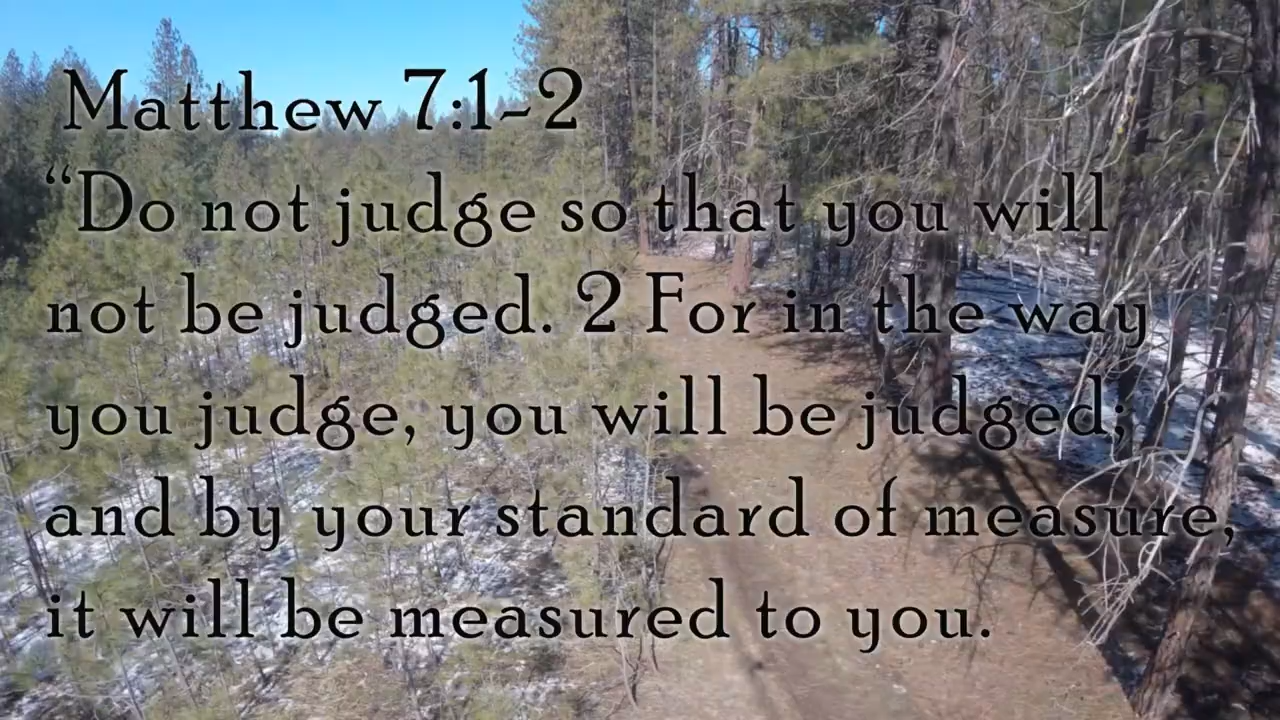 Matthew 7:1-2
“Do not judge so that you will
not be judged. 2 For in the way
you judge, you will be judged;
and by your standard of measure,
it will be measured to you.